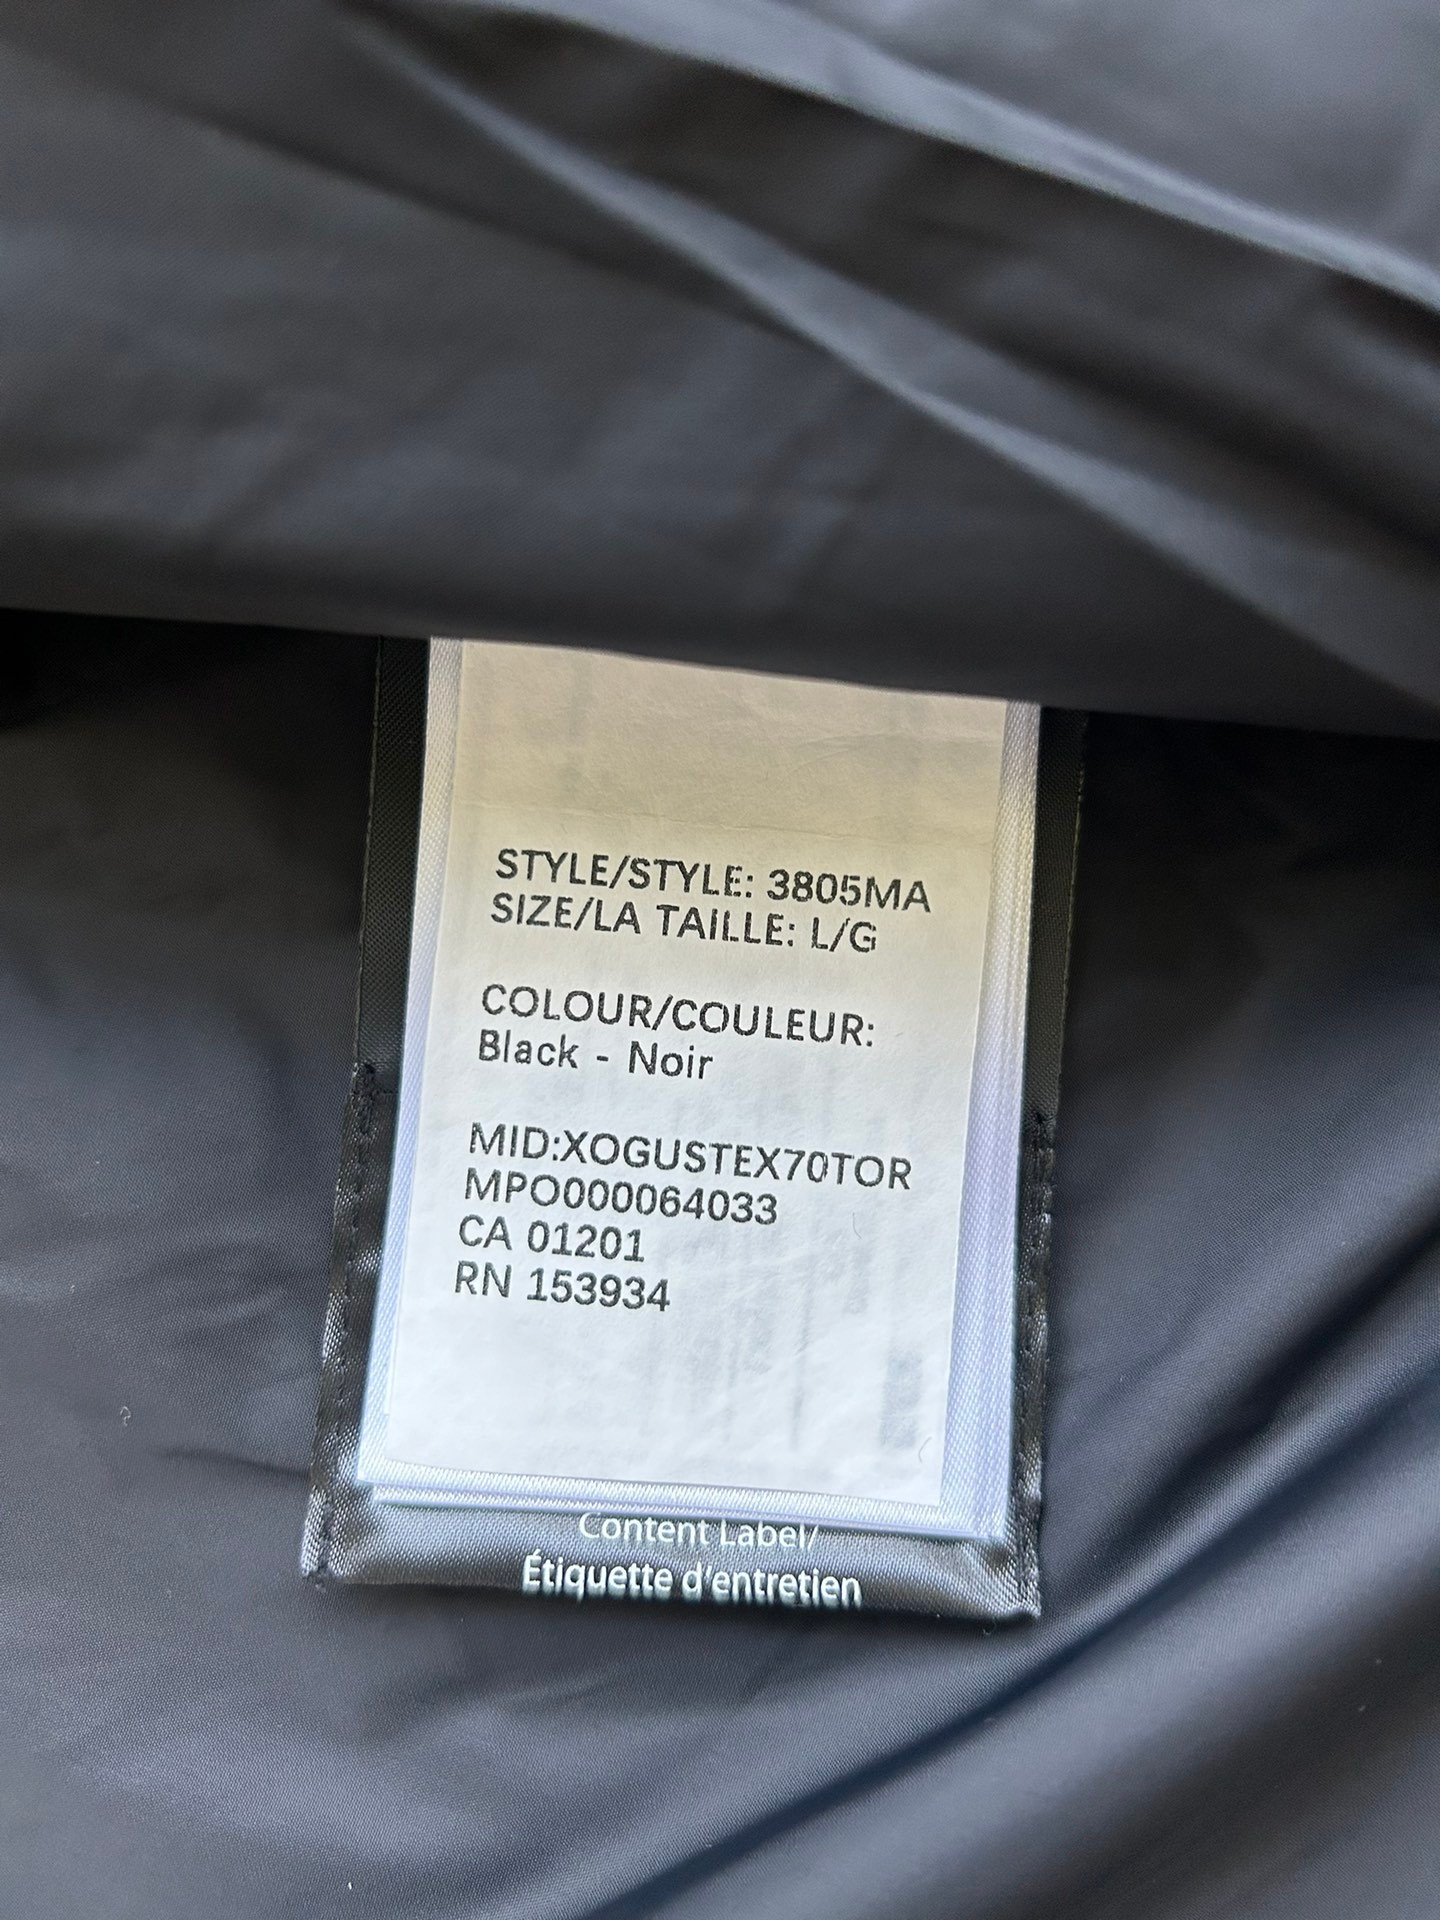 STYLE/STYLE: 3805MA
SIZE/LA TAILLE: L/G
COLOUR/COULEUR:
Black - Noir
MID:XOGUSTEX70TOR
MPO000064033
CA 01201
RN 153934
Content Label/
Étiquette d'entretien